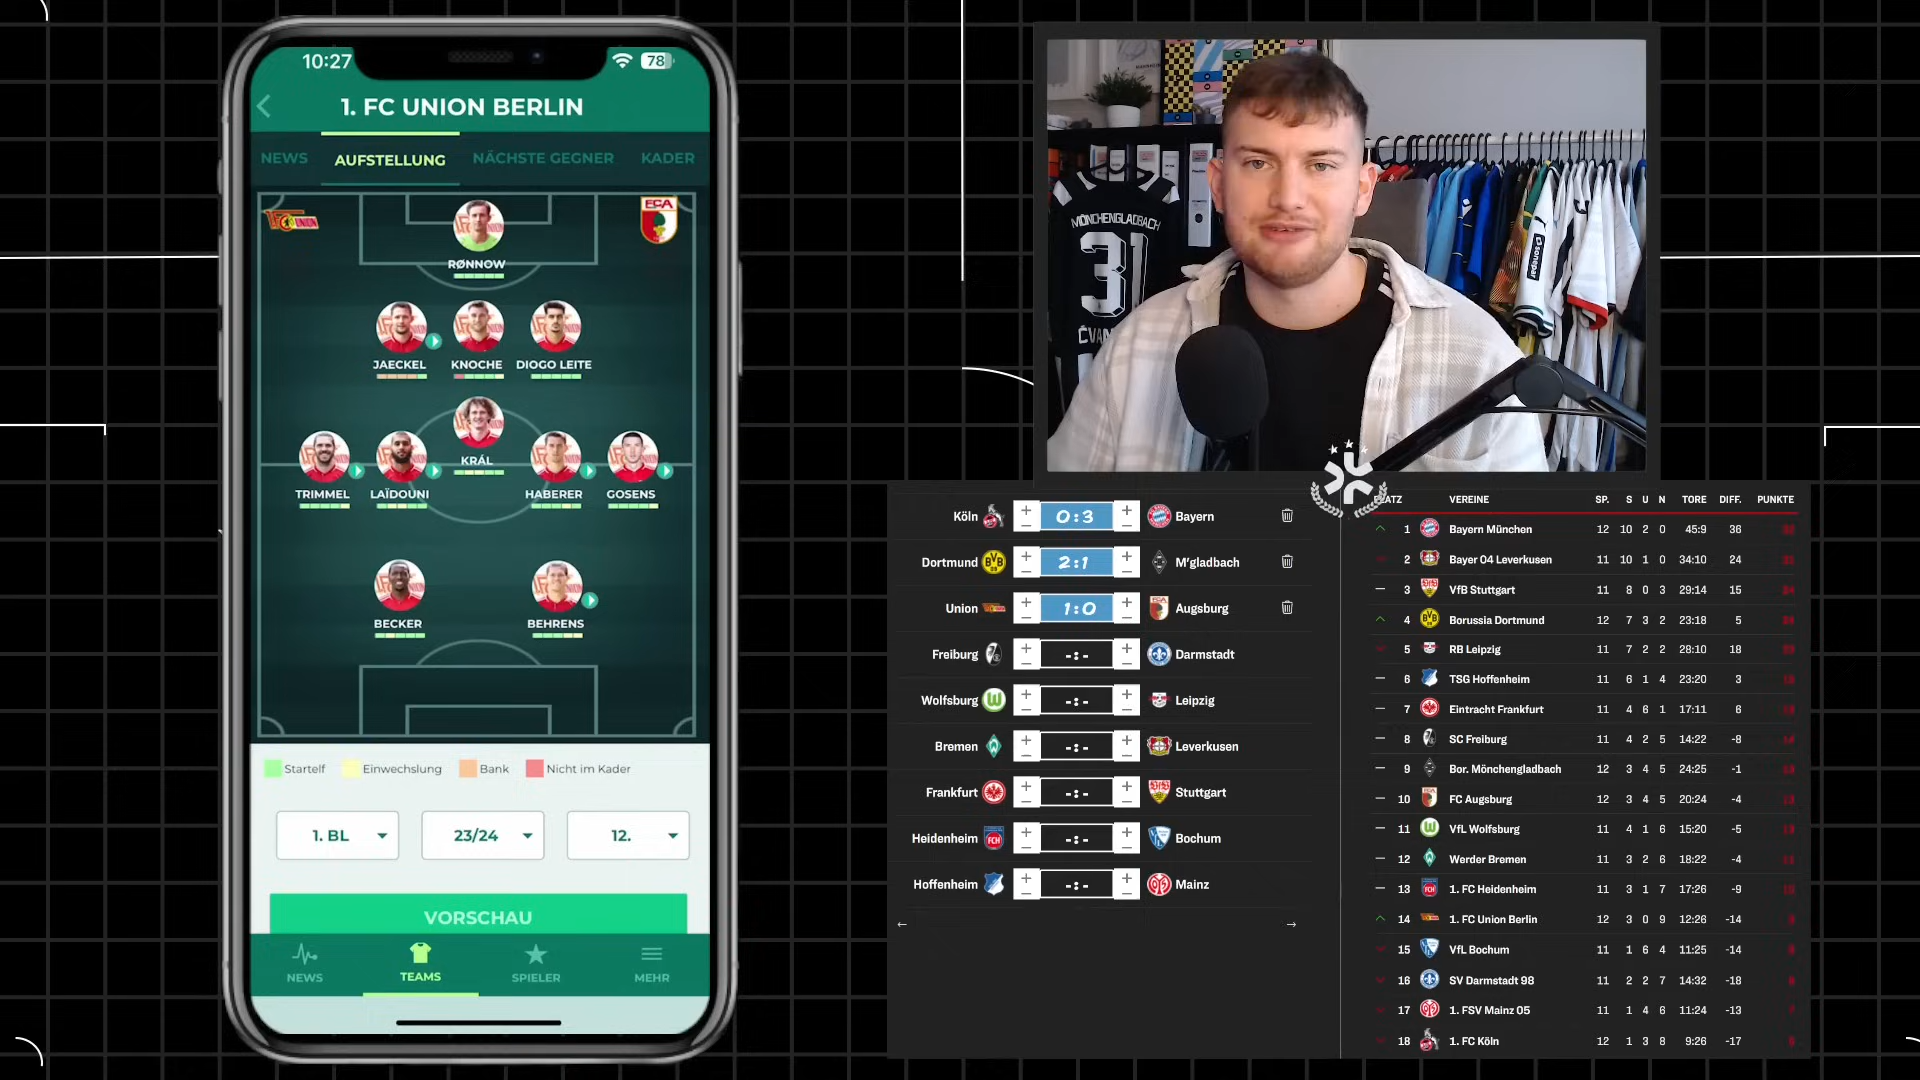 10:27
78
1. FC UNION BERLIN
NEWS
AUFSTELLUNG
NÄCHSTE GEGNER
KADER
FCA
RØNNOW
JAECKEL
KNOCHE
DIOGO LEITE
KRÁL
TRIMMEL
LAÏDOUNI
HABERER
GOSENS
BECKER
BEHRENS
Startelf
Einwechslung
Bank
Nicht im Kader
1. BL
23/24
12.
VORSCHAU
NEWS
TEAMS
SPIELER
MEHR
MÖNCHENGLADBACH
31
sonepar
Köln + − 0:3 + − Bayern
Dortmund + − 2:1 + − M'gladbach
Union + − 1:0 + − Augsburg
Freiburg + − -:- + − Darmstadt
Wolfsburg + − -:- + − Leipzig
Bremen + − -:- + − Leverkusen
Frankfurt + − -:- + − Stuttgart
Heidenheim + − -:- + − Bochum
Hoffenheim + − -:- + − Mainz
← →
VEREINE SP. S U N TORE DIFF. PUNKTE
1 Bayern München 12 10 2 0 45:9 36
2 Bayer 04 Leverkusen 11 10 1 0 34:10 24
3 VfB Stuttgart 11 8 0 3 29:14 15
4 Borussia Dortmund 12 7 3 2 23:18 5
5 RB Leipzig 11 7 2 2 28:10 18
6 TSG Hoffenheim 11 6 1 4 23:20 3
7 Eintracht Frankfurt 11 4 6 1 17:11 6
8 SC Freiburg 11 4 2 5 14:22 -8
9 Bor. Mönchengladbach 12 3 4 5 24:25 -1
10 FC Augsburg 12 3 4 5 20:24 -4
11 VfL Wolfsburg 11 4 1 6 15:20 -5
12 Werder Bremen 11 3 2 6 18:22 -4
13 1. FC Heidenheim 11 3 1 7 17:26 -9
14 1. FC Union Berlin 12 3 0 9 12:26 -14
15 VfL Bochum 11 1 6 4 11:25 -14
16 SV Darmstadt 98 11 2 2 7 14:32 -18
17 1. FSV Mainz 05 11 1 4 6 11:24 -13
18 1. FC Köln 12 1 3 8 9:26 -17